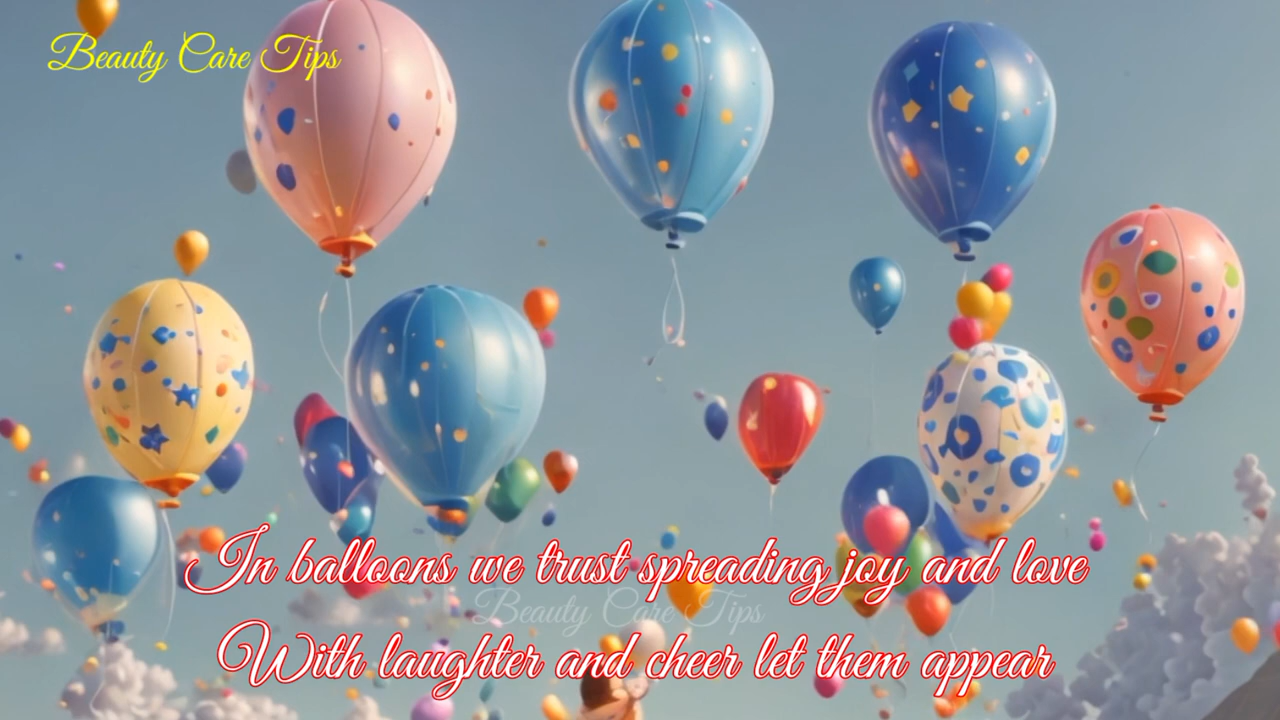 Beauty Care Tips
In balloons we trust spreading joy and love
Beauty Care Tips
With laughter and cheer let them appear